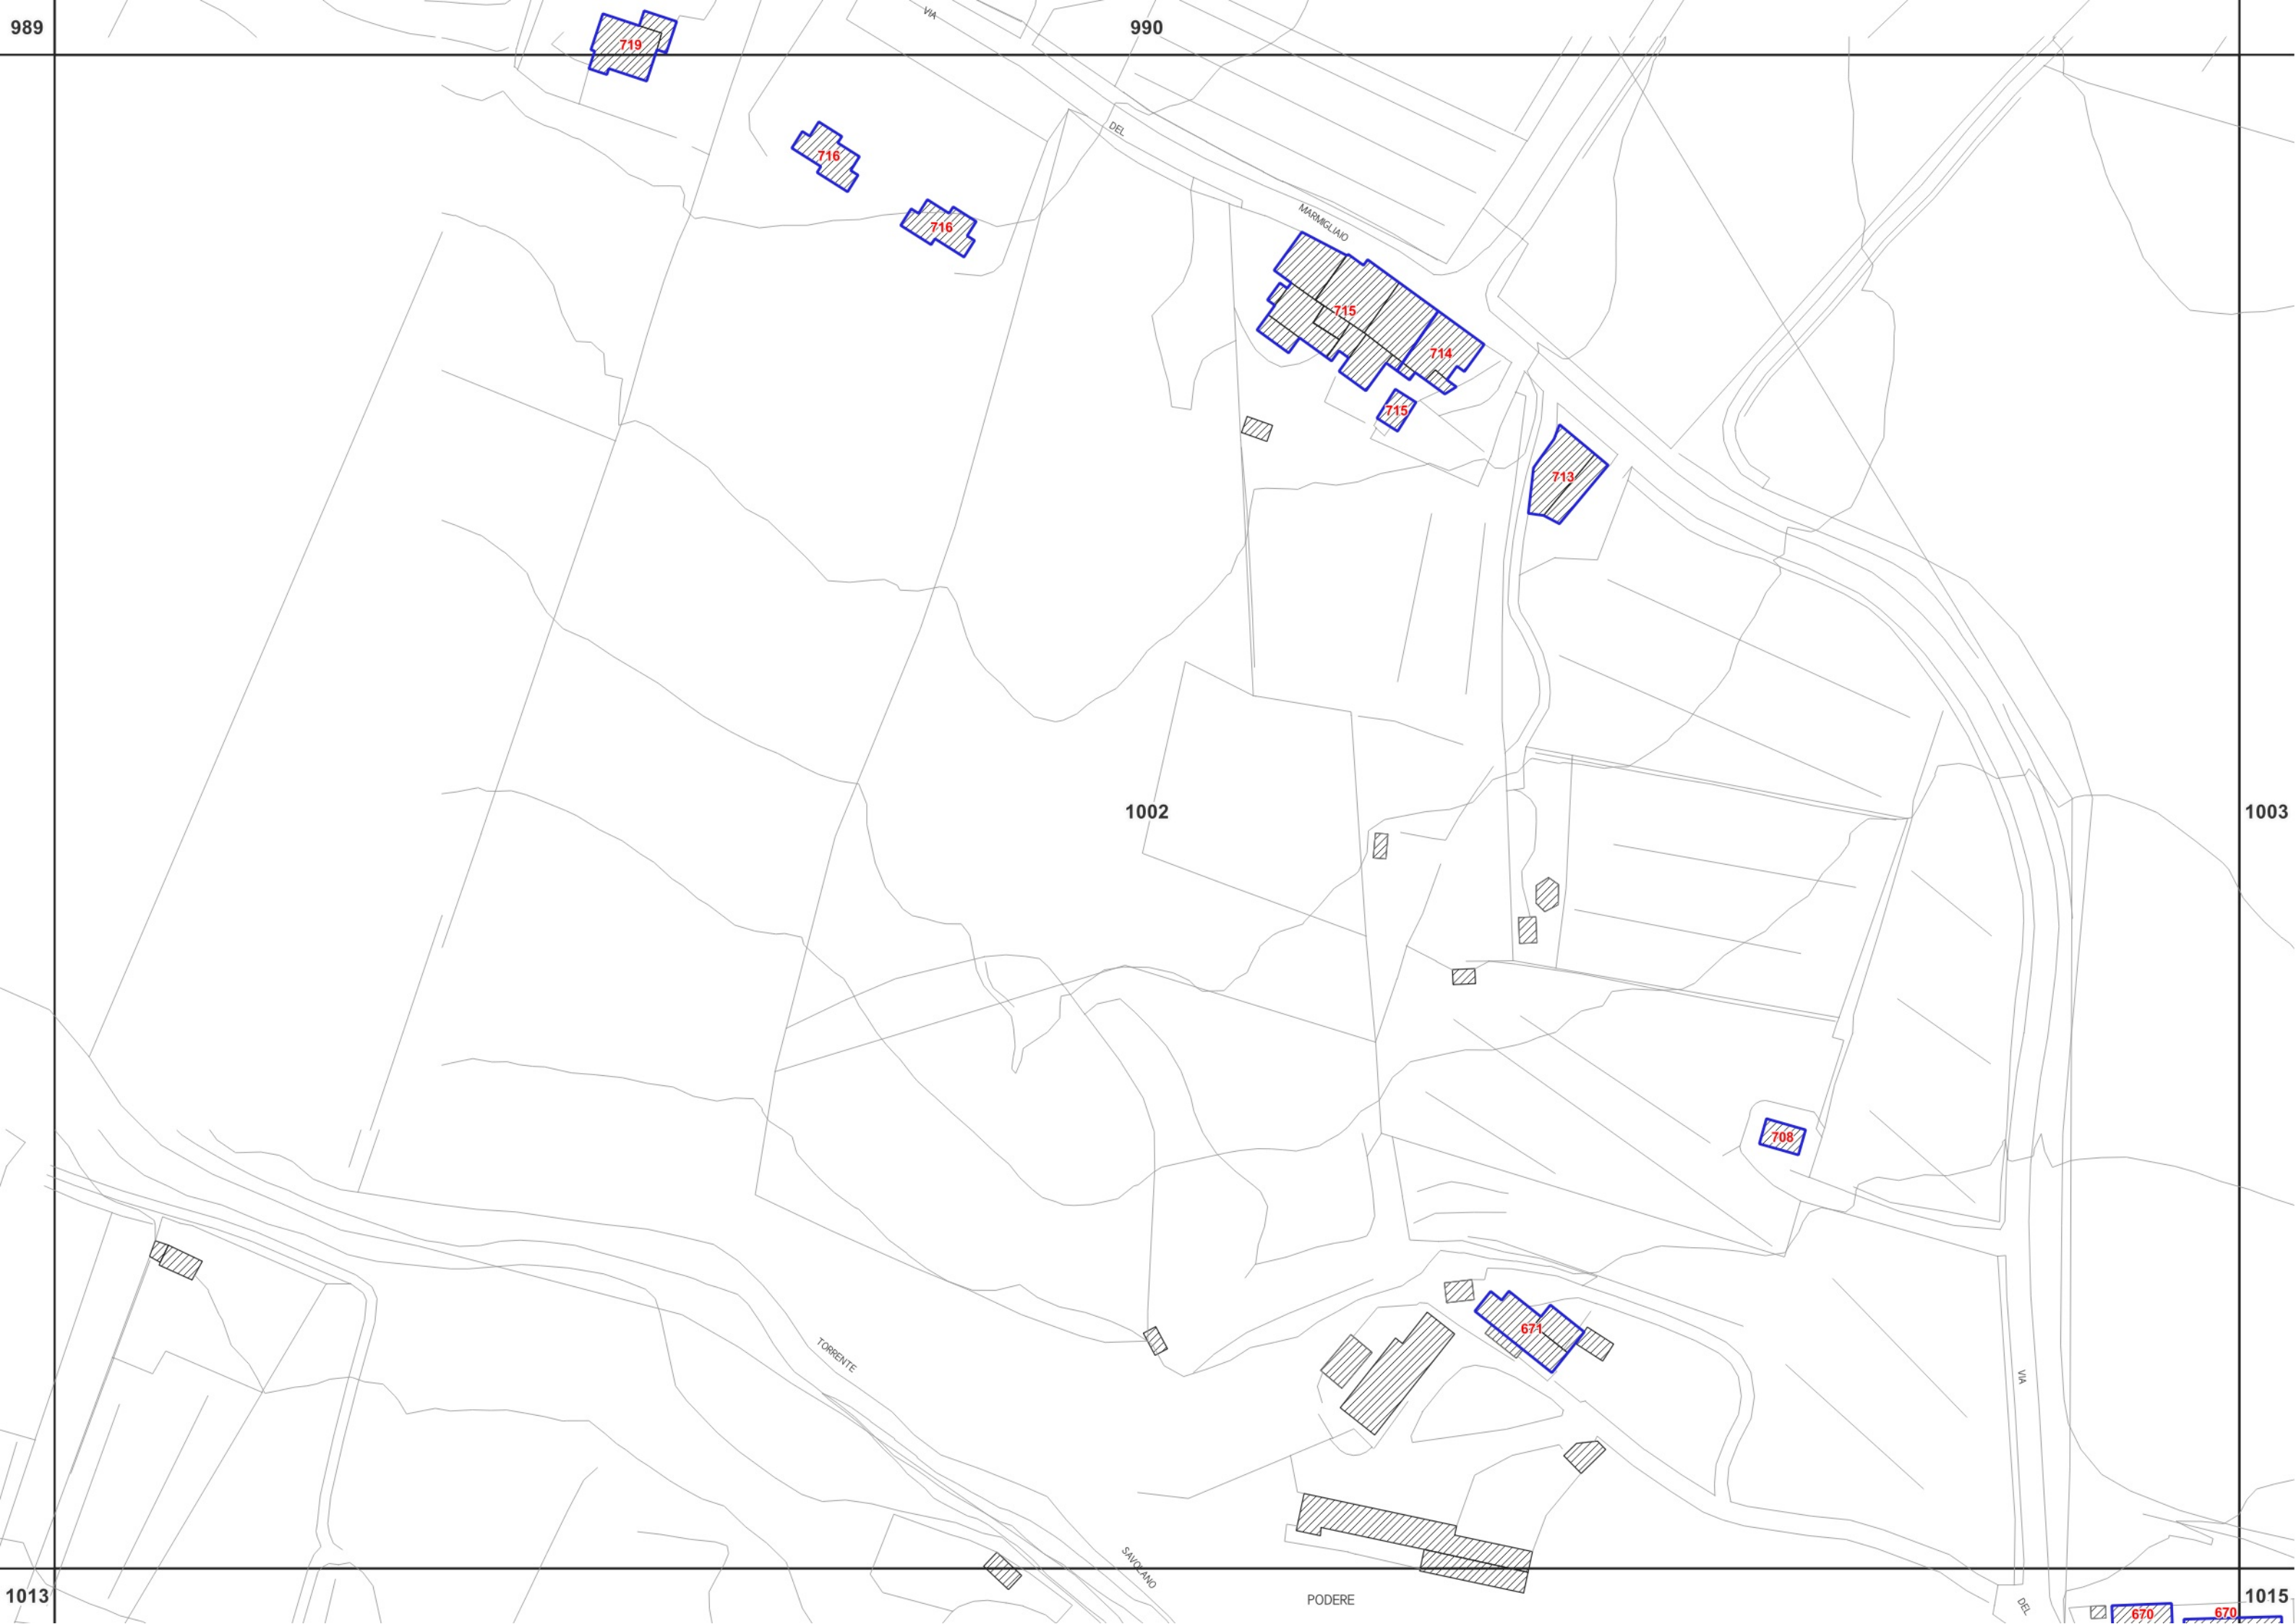 989
990
719
VIA
DEL
716
716
MARMIGLIAIO
715
714
715
713
1002
1003
708
671
TORRENTE
VIA
SAVOLANO
1013
PODERE
DEL
670
670
1015